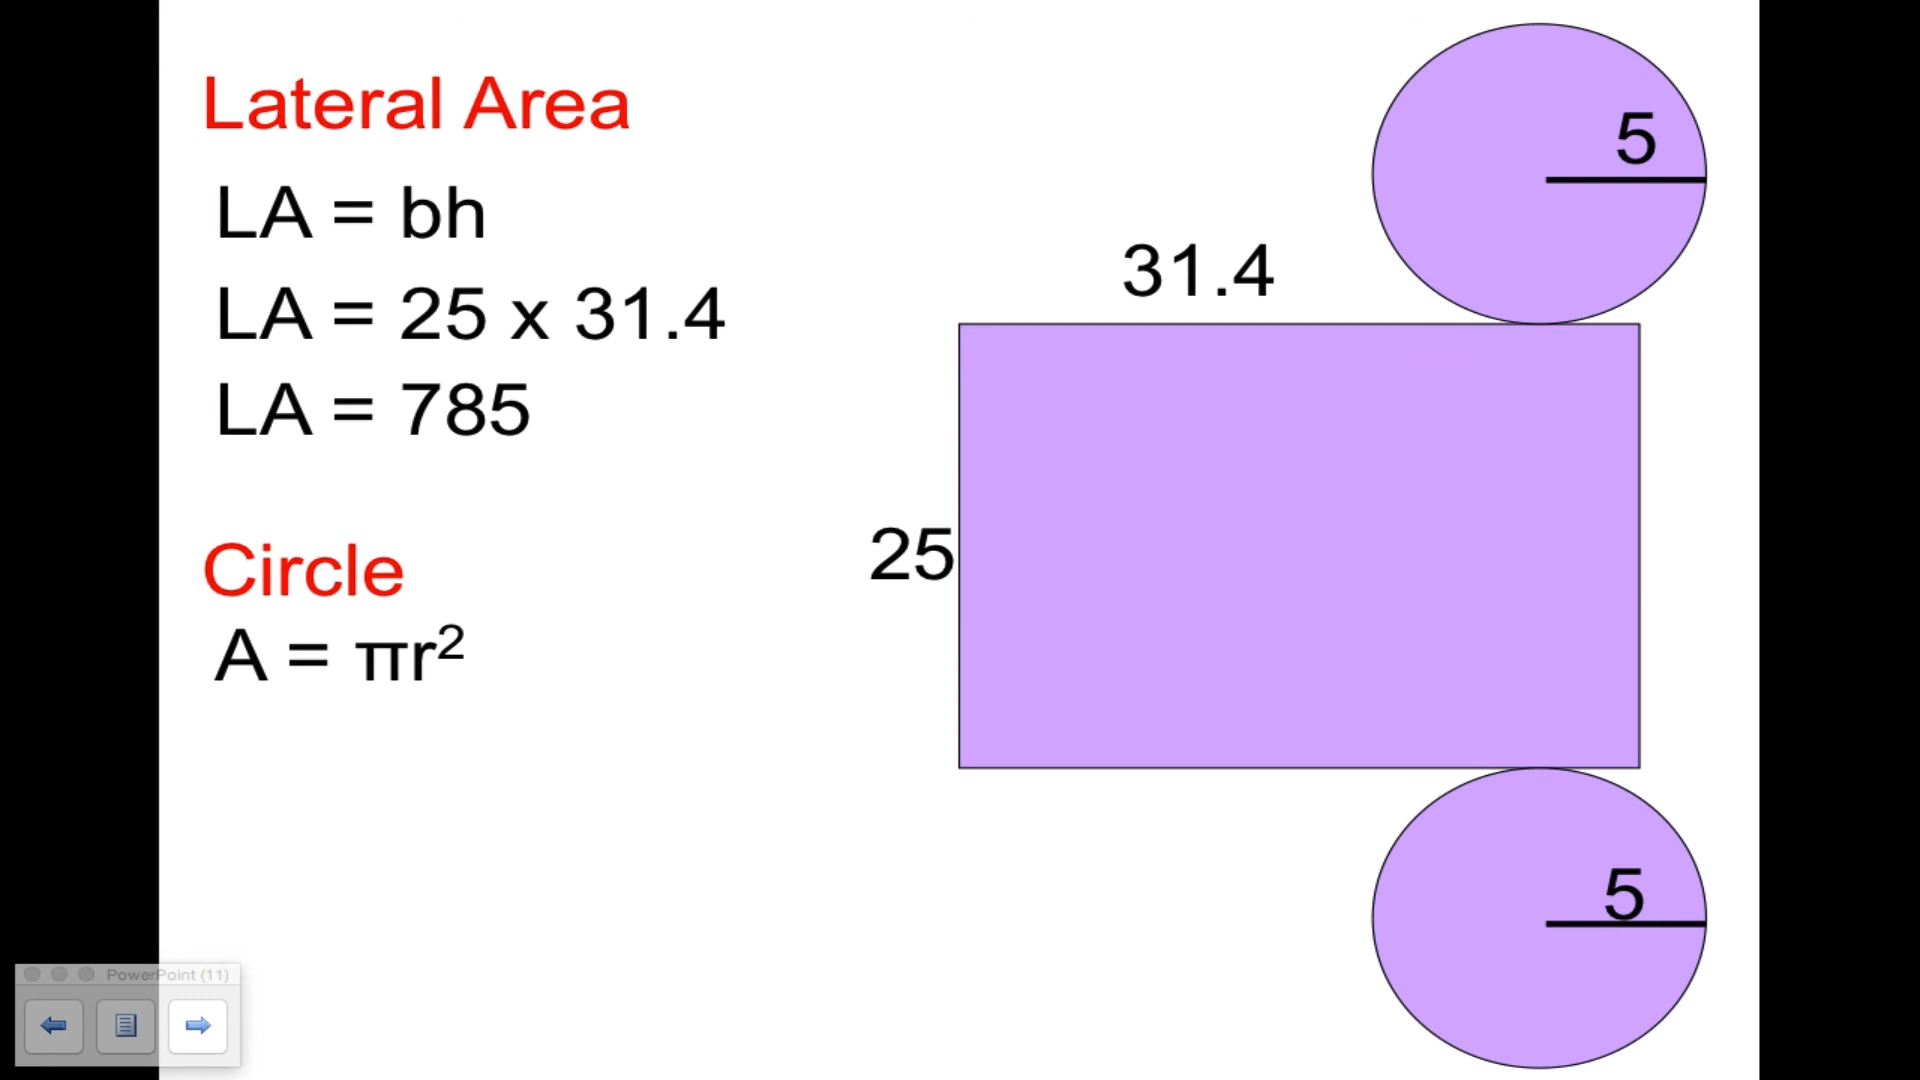 Lateral Area
LA = bh
LA = 25 x 31.4
LA = 785
Circle
A = πr²
5
31.4
25
5
PowerPoint (11)